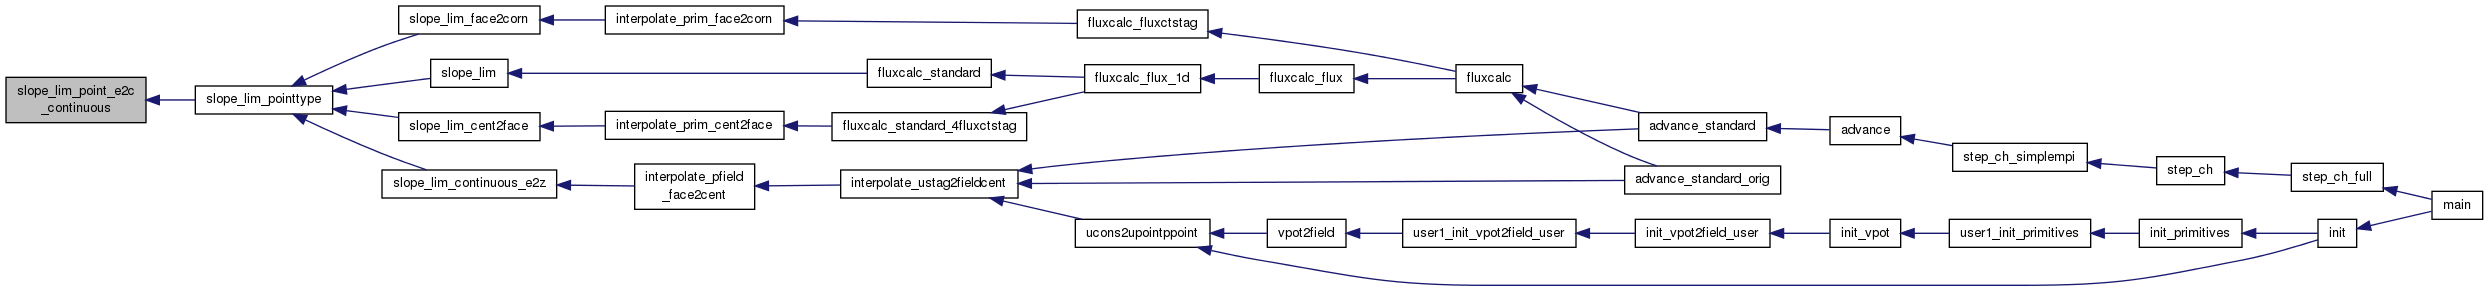 slope_lim_point_e2c
_continuous
slope_lim_pointtype
slope_lim_face2corn
interpolate_prim_face2corn
fluxcalc_fluxctstag
slope_lim
fluxcalc_standard
fluxcalc_flux_1d
fluxcalc_flux
fluxcalc
slope_lim_cent2face
interpolate_prim_cent2face
fluxcalc_standard_4fluxctstag
slope_lim_continuous_e2z
interpolate_pfield
_face2cent
interpolate_ustag2fieldcent
advance_standard
advance_standard_orig
advance
step_ch_simplempi
step_ch
step_ch_full
main
ucons2upointppoint
vpot2field
user1_init_vpot2field_user
init_vpot2field_user
init_vpot
user1_init_primitives
init_primitives
init